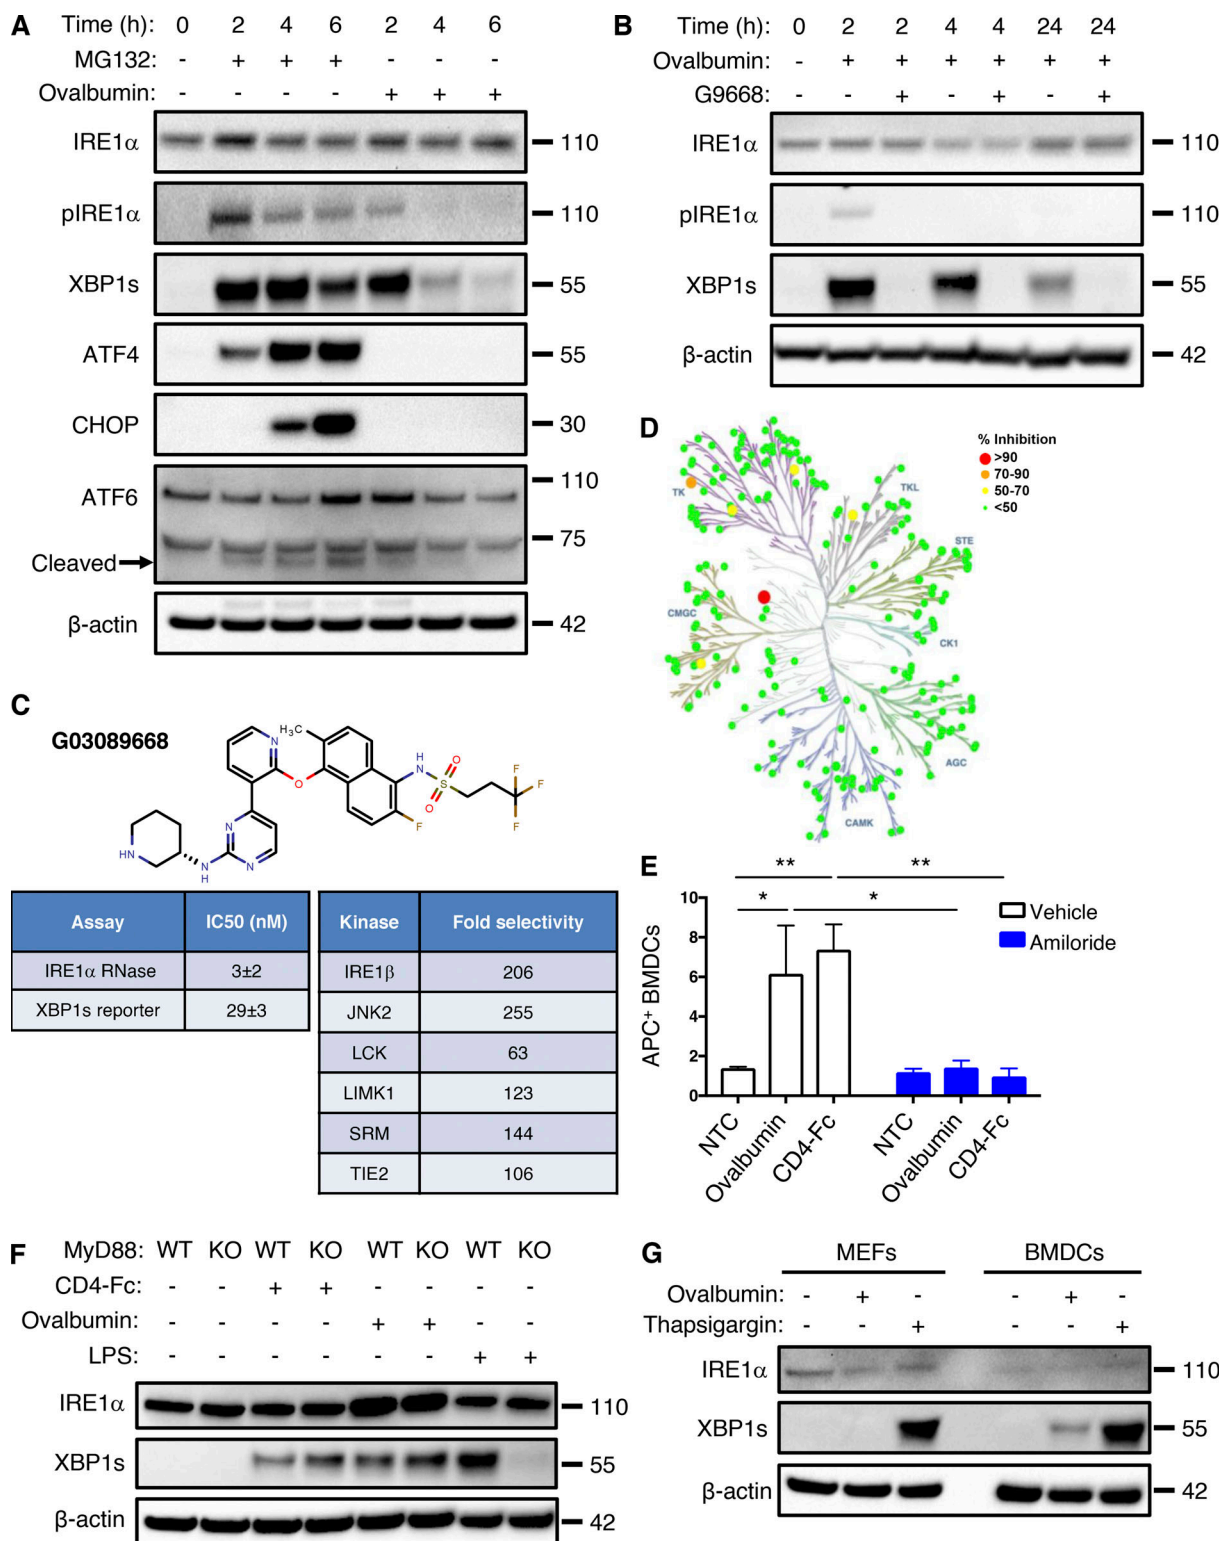 A
Time (h): 0 2 4 6 2 4 6
MG132: - + + + - - -
Ovalbumin: - - - - + + +
IRE1α 110
pIRE1α 110
XBP1s 55
ATF4 55
CHOP 30
ATF6 110
75
Cleaved
β-actin 42
B
Time (h): 0 2 2 4 4 24 24
Ovalbumin: - + + + + + +
G9668: - - + - + - +
IRE1α 110
pIRE1α 110
XBP1s 55
β-actin 42
C
G03089668
H3C
N
O
H
N
O
S
O
F
F
F
F
N
N
HN
N
H
Assay IC50 (nM)
IRE1α RNase 3±2
XBP1s reporter 29±3
Kinase Fold selectivity
IRE1β 206
JNK2 255
LCK 63
LIMK1 123
SRM 144
TIE2 106
D
% Inhibition
>90
70-90
50-70
<50
TK
TKL
STE
CMGC
CK1
AGC
CAMK
E
** **
* *
APC+ BMDCs
10
8
6
4
2
0
Vehicle
Amiloride
NTC
Ovalbumin
CD4-Fc
NTC
Ovalbumin
CD4-Fc
F
MyD88: WT KO WT KO WT KO WT KO
CD4-Fc: - - + + - - - -
Ovalbumin: - - - - + + - -
LPS: - - - - - - + +
IRE1α 110
XBP1s 55
β-actin 42
G
MEFs BMDCs
Ovalbumin: - + - - + -
Thapsigargin: - - + - - +
IRE1α 110
XBP1s 55
β-actin 42